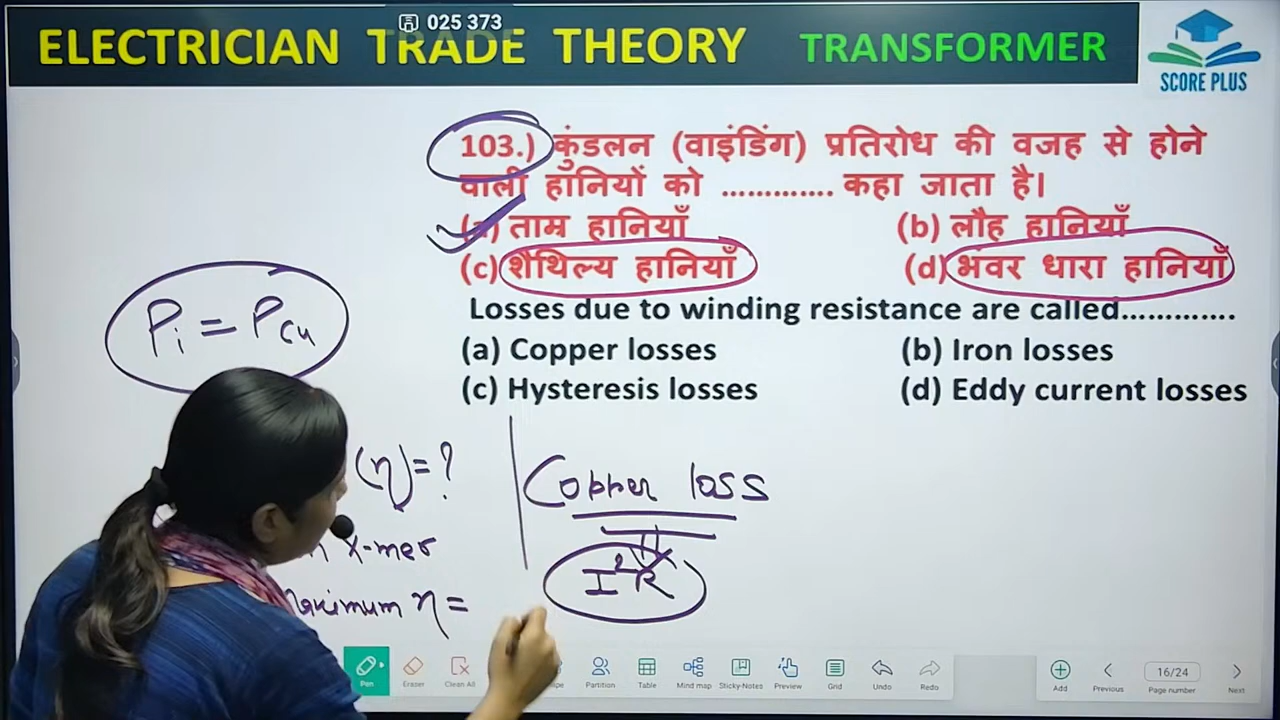 025 373
ELECTRICIAN TRADE THEORY TRANSFORMER
SCORE PLUS
103.) कुंडलन (वाइंडिंग) प्रतिरोध की वजह से होने
वाली हानियों को ............. कहा जाता है।
(a) ताम्र हानियाँ (b) लौह हानियाँ
(c) शैथिल्य हानियाँ (d) भंवर धारा हानियाँ
Losses due to winding resistance are called.............
(a) Copper losses (b) Iron losses
(c) Hysteresis losses (d) Eddy current losses
Pi = Pcu
(η) = ?
X-mer
maximum η =
Copper loss
I²R
Pen Eraser Clean All Partition Table Mind map Sticky-Notes Preview Grid Undo Redo Add Previous 16/24 Page number Next